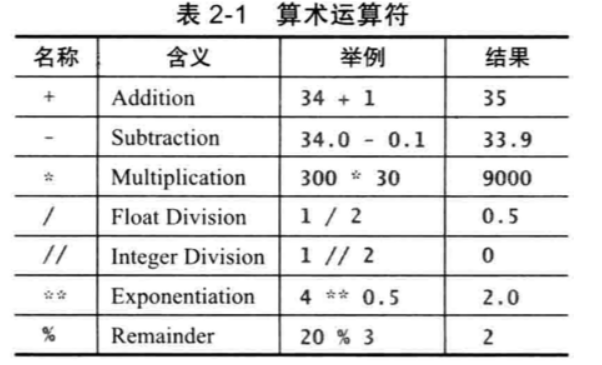 表 2-1 算术运算符
名称 含义 举例 结果
+ Addition 34 + 1 35
- Subtraction 34.0 - 0.1 33.9
* Multiplication 300 * 30 9000
/ Float Division 1 / 2 0.5
// Integer Division 1 // 2 0
** Exponentiation 4 ** 0.5 2.0
% Remainder 20 % 3 2